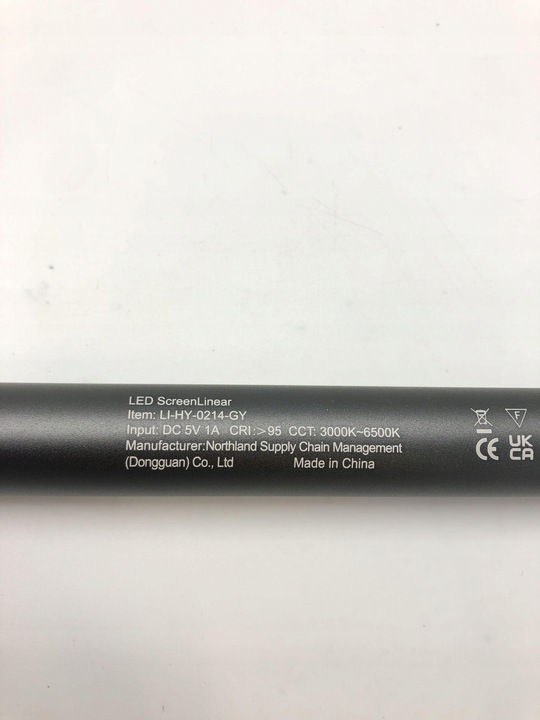 LED ScreenLinear
Item: LI-HY-0214-GY
Input: DC 5V 1A CRI:>95 CCT: 3000K~6500K
Manufacturer:Northland Supply Chain Management
(Dongguan) Co., Ltd Made in China
F
CE UK
CA